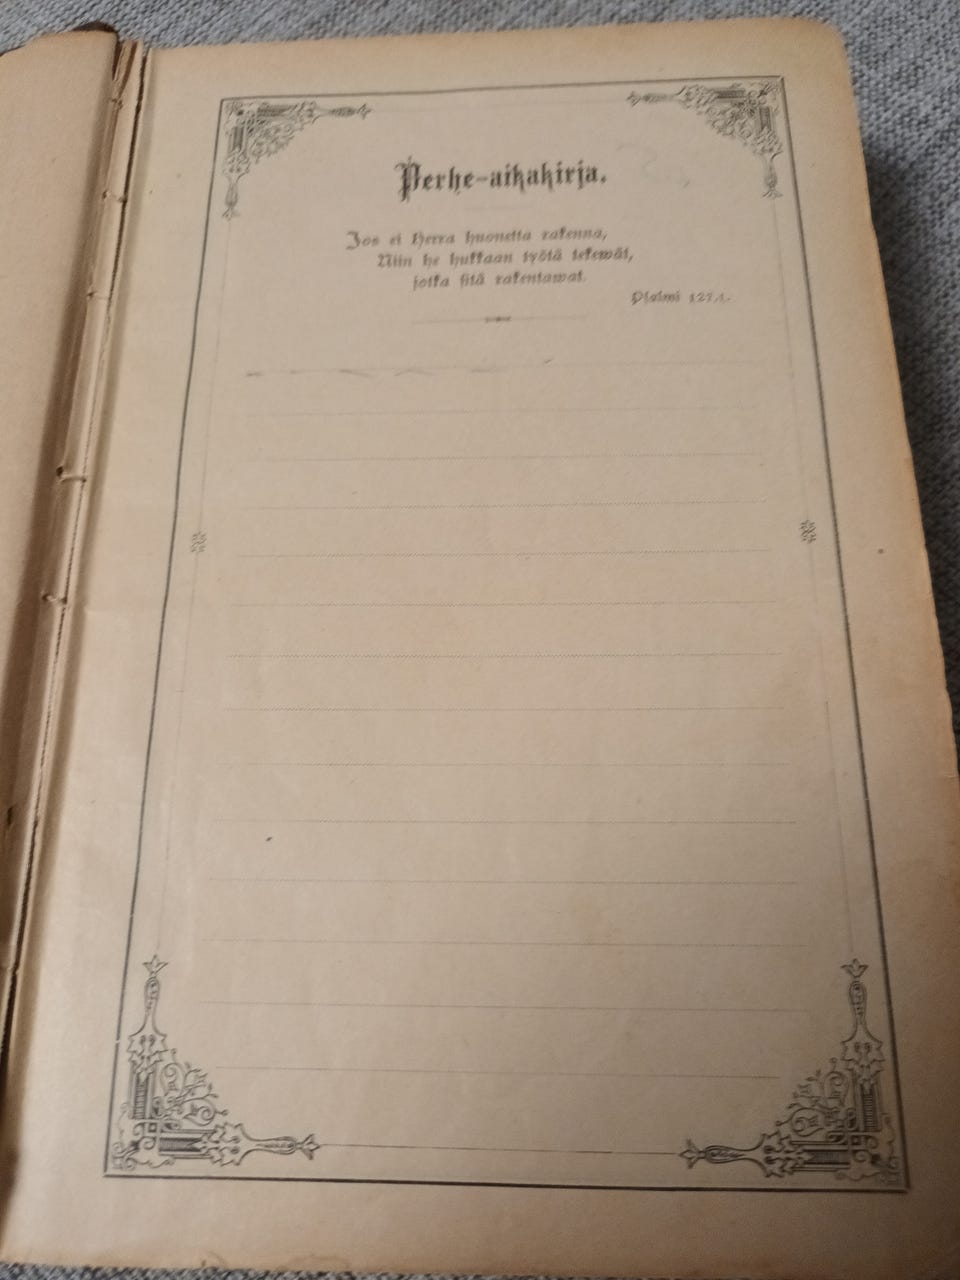 Perhe-aikakirja.
Jos ei Herra huonetta rakenna,
Niin he hukkaan työtä tekewät,
jotka sitä rakentawat.
Psalmi 127,1.